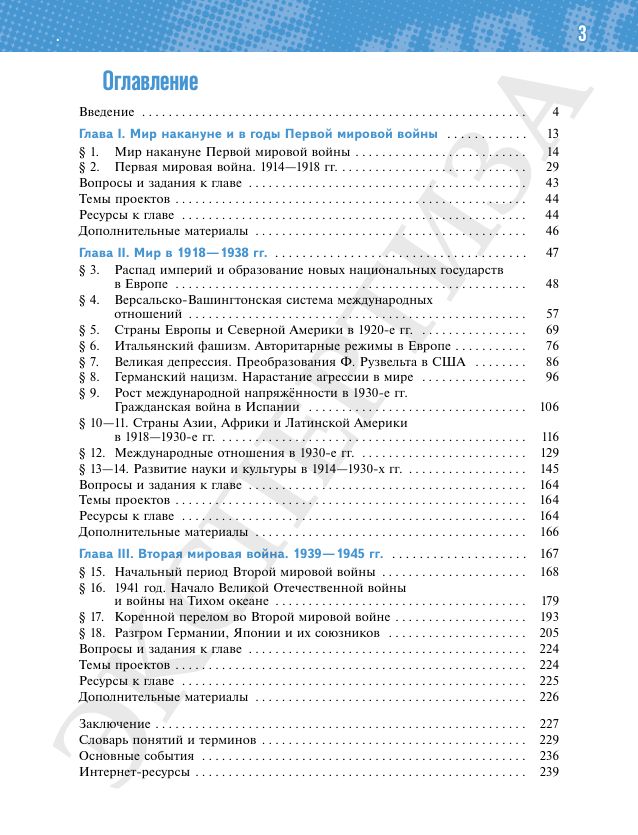 3
Оглавление
Введение . . . . . . . . . . . . . . . . . . . . . . . . . . . . . . . . . . . . . . . . . . . . . . . . . . . . . . 4
Глава I. Мир накануне и в годы Первой мировой войны . . . . . . . . . . . . 13
§ 1. Мир накануне Первой мировой войны . . . . . . . . . . . . . . . . . . . . . . . . 14
§ 2. Первая мировая война. 1914—1918 гг. . . . . . . . . . . . . . . . . . . . . . . . . . . 29
Вопросы и задания к главе . . . . . . . . . . . . . . . . . . . . . . . . . . . . . . . . . . . . . . . 43
Темы проектов . . . . . . . . . . . . . . . . . . . . . . . . . . . . . . . . . . . . . . . . . . . . . . . . . 44
Ресурсы к главе . . . . . . . . . . . . . . . . . . . . . . . . . . . . . . . . . . . . . . . . . . . . . . . . 44
Дополнительные материалы . . . . . . . . . . . . . . . . . . . . . . . . . . . . . . . . . . . . . . 46
Глава II. Мир в 1918—1938 гг. . . . . . . . . . . . . . . . . . . . . . . . . . . . . . . . . . . . 47
§ 3. Распад империй и образование новых национальных государств
в Европе . . . . . . . . . . . . . . . . . . . . . . . . . . . . . . . . . . . . . . . . . . . . . . . . . 48
§ 4. Версальско-Вашингтонская система международных
отношений . . . . . . . . . . . . . . . . . . . . . . . . . . . . . . . . . . . . . . . . . . . . . . . 57
§ 5. Страны Европы и Северной Америки в 1920-е гг. . . . . . . . . . . . . . . . . 69
§ 6. Итальянский фашизм. Авторитарные режимы в Европе . . . . . . . . . . 76
§ 7. Великая депрессия. Преобразования Ф. Рузвельта в США . . . . . . . 86
§ 8. Германский нацизм. Нарастание агрессии в мире . . . . . . . . . . . . . . . 96
§ 9. Рост международной напряжённости в 1930-е гг.
Гражданская война в Испании . . . . . . . . . . . . . . . . . . . . . . . . . . . . . . . 106
§ 10—11. Страны Азии, Африки и Латинской Америки
в 1918—1930-е гг. . . . . . . . . . . . . . . . . . . . . . . . . . . . . . . . . . . . . . . . . . . . 116
§ 12. Международные отношения в 1930-е гг. . . . . . . . . . . . . . . . . . . . . . . . . 129
§ 13—14. Развитие науки и культуры в 1914—1930-х гг. . . . . . . . . . . . . . . . . . 145
Вопросы и задания к главе . . . . . . . . . . . . . . . . . . . . . . . . . . . . . . . . . . . . . . . 164
Темы проектов . . . . . . . . . . . . . . . . . . . . . . . . . . . . . . . . . . . . . . . . . . . . . . . . . 164
Ресурсы к главе . . . . . . . . . . . . . . . . . . . . . . . . . . . . . . . . . . . . . . . . . . . . . . . . 164
Дополнительные материалы . . . . . . . . . . . . . . . . . . . . . . . . . . . . . . . . . . . . . . 166
Глава III. Вторая мировая война. 1939—1945 гг. . . . . . . . . . . . . . . . . . . . 167
§ 15. Начальный период Второй мировой войны . . . . . . . . . . . . . . . . . . . . . 168
§ 16. 1941 год. Начало Великой Отечественной войны
и войны на Тихом океане . . . . . . . . . . . . . . . . . . . . . . . . . . . . . . . . . . . 179
§ 17. Коренной перелом во Второй мировой войне . . . . . . . . . . . . . . . . . . . 193
§ 18. Разгром Германии, Японии и их союзников . . . . . . . . . . . . . . . . . . . . 205
Вопросы и задания к главе . . . . . . . . . . . . . . . . . . . . . . . . . . . . . . . . . . . . . . . 224
Темы проектов . . . . . . . . . . . . . . . . . . . . . . . . . . . . . . . . . . . . . . . . . . . . . . . . . 224
Ресурсы к главе . . . . . . . . . . . . . . . . . . . . . . . . . . . . . . . . . . . . . . . . . . . . . . . . 225
Дополнительные материалы . . . . . . . . . . . . . . . . . . . . . . . . . . . . . . . . . . . . . . 226
Заключение . . . . . . . . . . . . . . . . . . . . . . . . . . . . . . . . . . . . . . . . . . . . . . . . . . . . 227
Словарь понятий и терминов . . . . . . . . . . . . . . . . . . . . . . . . . . . . . . . . . . . . . 229
Основные события . . . . . . . . . . . . . . . . . . . . . . . . . . . . . . . . . . . . . . . . . . . . . . 236
Интернет-ресурсы . . . . . . . . . . . . . . . . . . . . . . . . . . . . . . . . . . . . . . . . . . . . . . . 239
ЭКСПЕРТИЗА